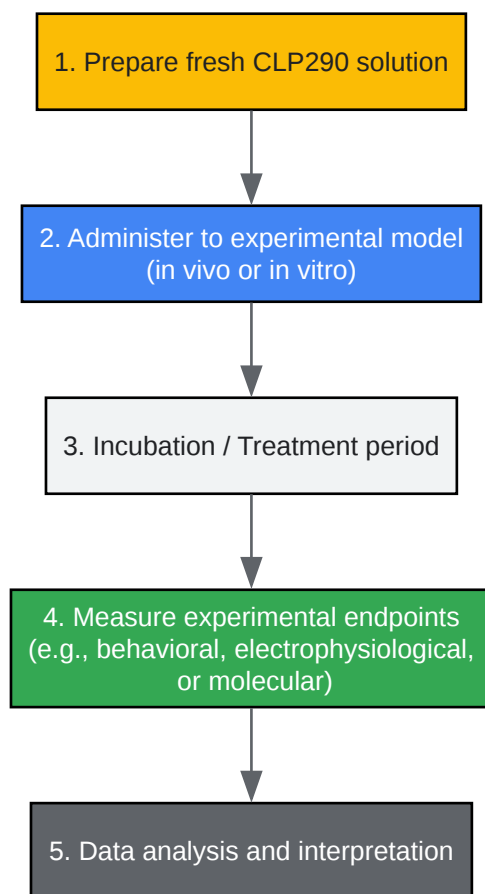 1. Prepare fresh CLP290 solution
2. Administer to experimental model
(in vivo or in vitro)
3. Incubation / Treatment period
4. Measure experimental endpoints
(e.g., behavioral, electrophysiological,
or molecular)
5. Data analysis and interpretation